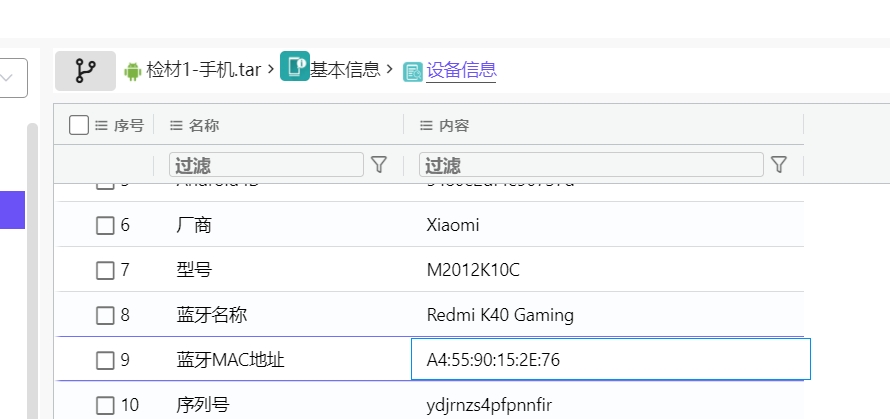 检材1-手机.tar > 基本信息 > 设备信息
序号 名称 内容
过滤 过滤
6 厂商 Xiaomi
7 型号 M2012K10C
8 蓝牙名称 Redmi K40 Gaming
9 蓝牙MAC地址 A4:55:90:15:2E:76
10 序列号 ydjrnzs4pfpnnfir